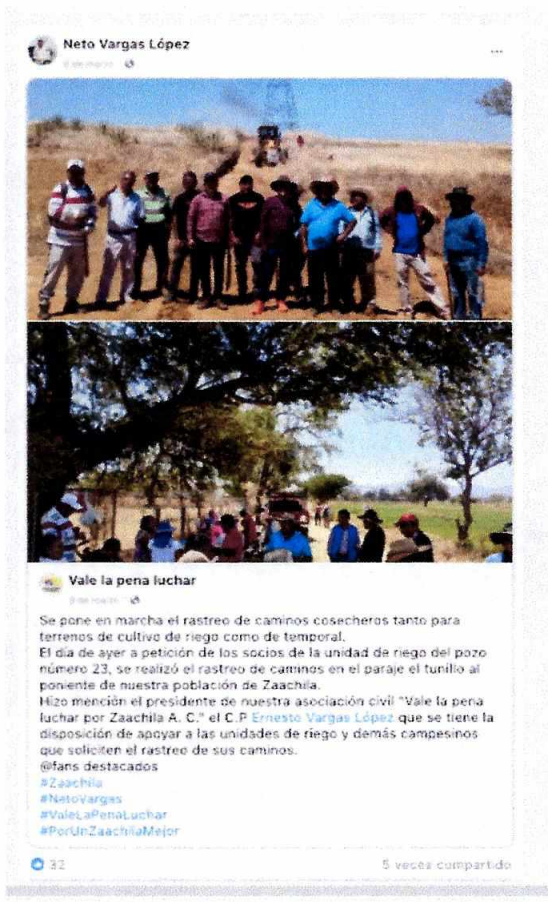 Neto Vargas López
Vale la pena luchar
Se pone en marcha el rastreo de caminos cosecheros tanto para
terrenos de cultivo de riego como de temporal.
El día de ayer a petición de los socios de la unidad de riego del pozo
número 23, se realizó el rastreo de caminos en el paraje el tunillo al
poniente de nuestra población de Zaachila.
Hizo mención el presidente de nuestra asociación civil "Vale la pena
luchar por Zaachila A. C." el C.P Ernesto Vargas López que se tiene la
disposición de apoyar a las unidades de riego y demás campesinos
que soliciten el rastreo de sus caminos.
@fans destacados
#Zaachila
#NetoVargas
#ValeLaPenaLuchar
#PorUnZaachilaMejor
32
5 veces compartido